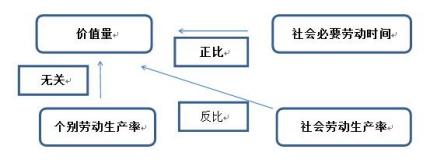 价值量
社会必要劳动时间
正比
无关
个别劳动生产率
反比
社会劳动生产率